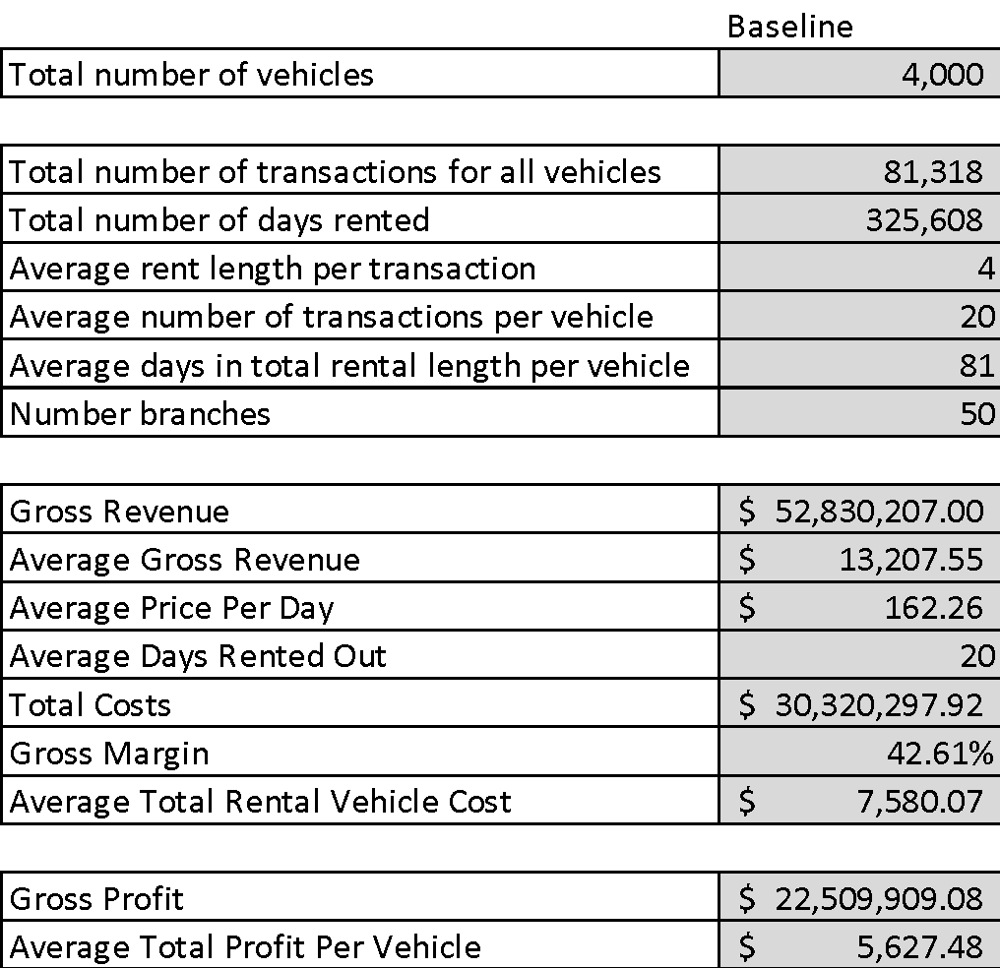 Baseline
Total number of vehicles 4,000
Total number of transactions for all vehicles 81,318
Total number of days rented 325,608
Average rent length per transaction 4
Average number of transactions per vehicle 20
Average days in total rental length per vehicle 81
Number branches 50
Gross Revenue $ 52,830,207.00
Average Gross Revenue $ 13,207.55
Average Price Per Day $ 162.26
Average Days Rented Out 20
Total Costs $ 30,320,297.92
Gross Margin 42.61%
Average Total Rental Vehicle Cost $ 7,580.07
Gross Profit $ 22,509,909.08
Average Total Profit Per Vehicle $ 5,627.48